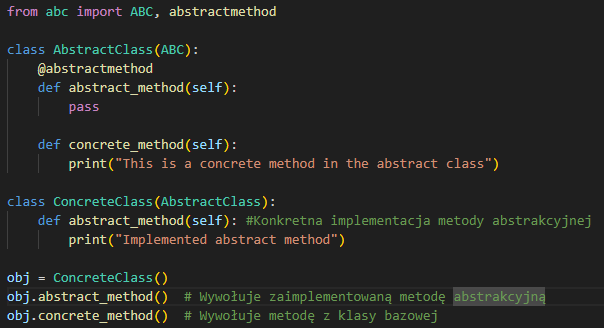 from abc import ABC, abstractmethod
class AbstractClass(ABC):
    @abstractmethod
    def abstract_method(self):
        pass
    def concrete_method(self):
        print("This is a concrete method in the abstract class")
class ConcreteClass(AbstractClass):
    def abstract_method(self): #Konkretna implementacja metody abstrakcyjnej
        print("Implemented abstract method")
obj = ConcreteClass()
obj.abstract_method()  # Wywołuje zaimplementowaną metodę abstrakcyjną
obj.concrete_method()  # Wywołuje metodę z klasy bazowej